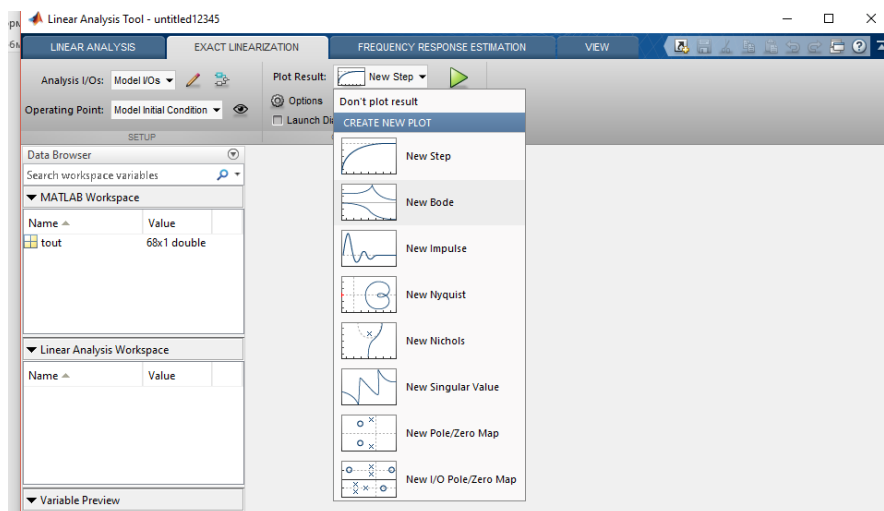 Linear Analysis Tool - untitled12345
LINEAR ANALYSIS EXACT LINEARIZATION FREQUENCY RESPONSE ESTIMATION VIEW
Analysis I/Os: Model I/Os Plot Result: New Step
Operating Point: Model Initial Condition Options
Launch
SETUP
Don't plot result
CREATE NEW PLOT
New Step
New Bode
New Impulse
New Nyquist
New Nichols
New Singular Value
New Pole/Zero Map
New I/O Pole/Zero Map
Data Browser
Search workspace variables
MATLAB Workspace
Name Value
tout 68x1 double
Linear Analysis Workspace
Name Value
Variable Preview